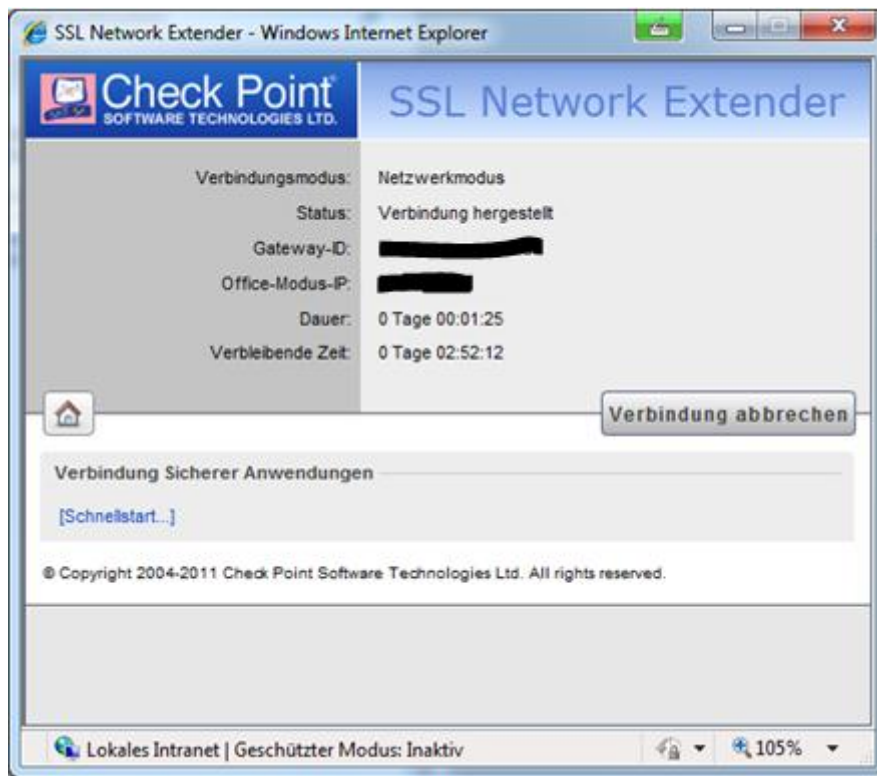 SSL Network Extender - Windows Internet Explorer
Check Point
SOFTWARE TECHNOLOGIES LTD.
SSL Network Extender
Verbindungsmodus: Netzwerkmodus
Status: Verbindung hergestellt
Gateway-ID:
Office-Modus-IP:
Dauer: 0 Tage 00:01:25
Verbleibende Zeit: 0 Tage 02:52:12
Verbindung abbrechen
Verbindung Sicherer Anwendungen
[Schnellstart...]
© Copyright 2004-2011 Check Point Software Technologies Ltd. All rights reserved.
Lokales Intranet | Geschützter Modus: Inaktiv
105%